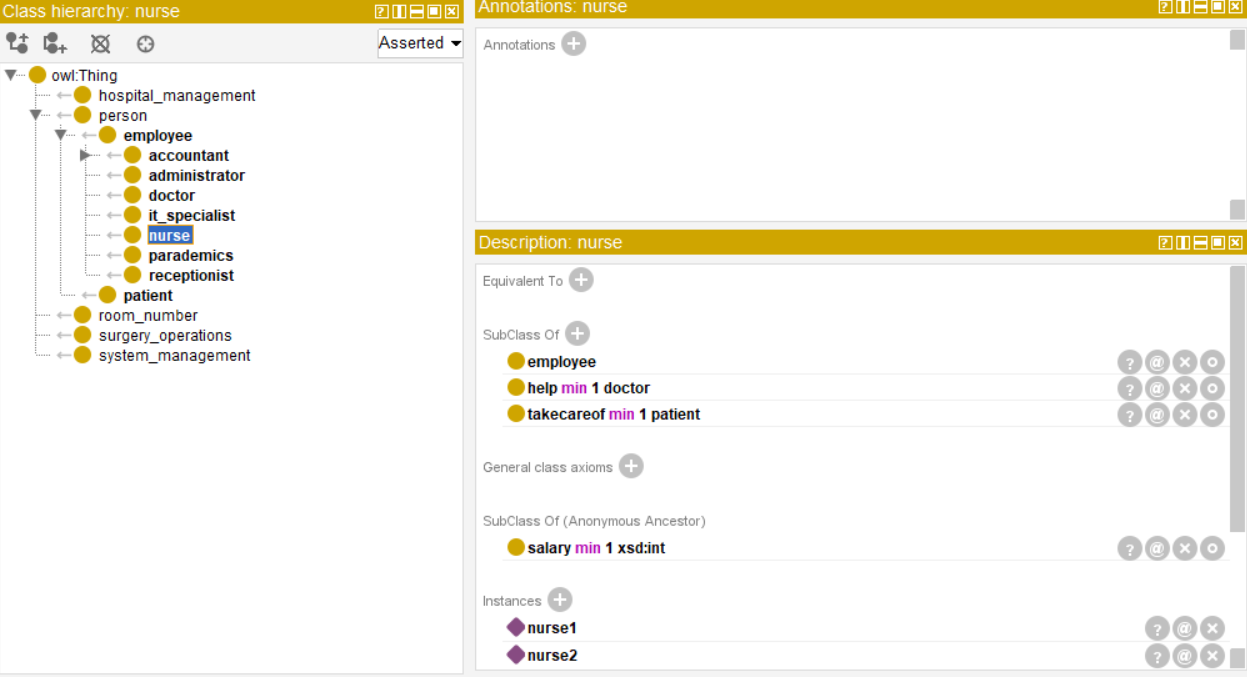 Class hierarchy: nurse
Asserted
owl:Thing
hospital_management
person
employee
accountant
administrator
doctor
it_specialist
nurse
parademics
receptionist
patient
room_number
surgery_operations
system_management
Annotations: nurse
Annotations
Description: nurse
Equivalent To
SubClass Of
employee
help min 1 doctor
takecareof min 1 patient
General class axioms
SubClass Of (Anonymous Ancestor)
salary min 1 xsd:int
Instances
nurse1
nurse2